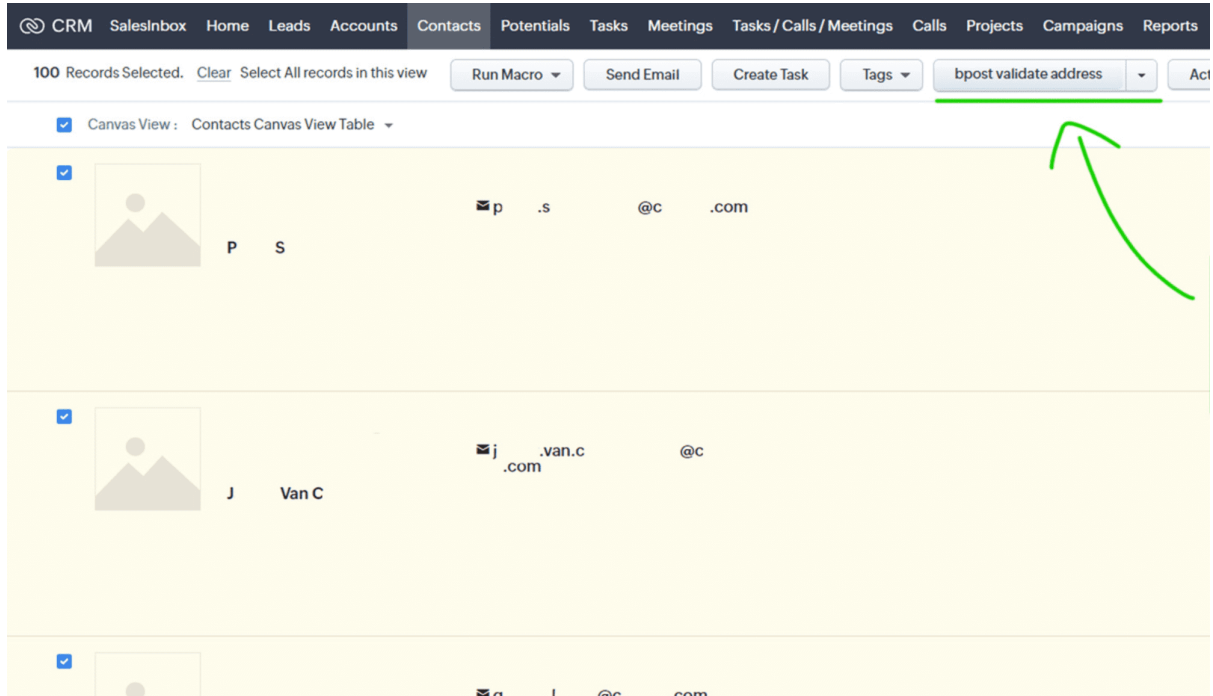 CRM SalesInbox Home Leads Accounts Contacts Potentials Tasks Meetings Tasks / Calls / Meetings Calls Projects Campaigns Reports
100 Records Selected. Clear Select All records in this view Run Macro Send Email Create Task Tags bpost validate address Act
Canvas View : Contacts Canvas View Table
p .s @c .com
P S
j .van.c @c
.com
J Van C
@c .com